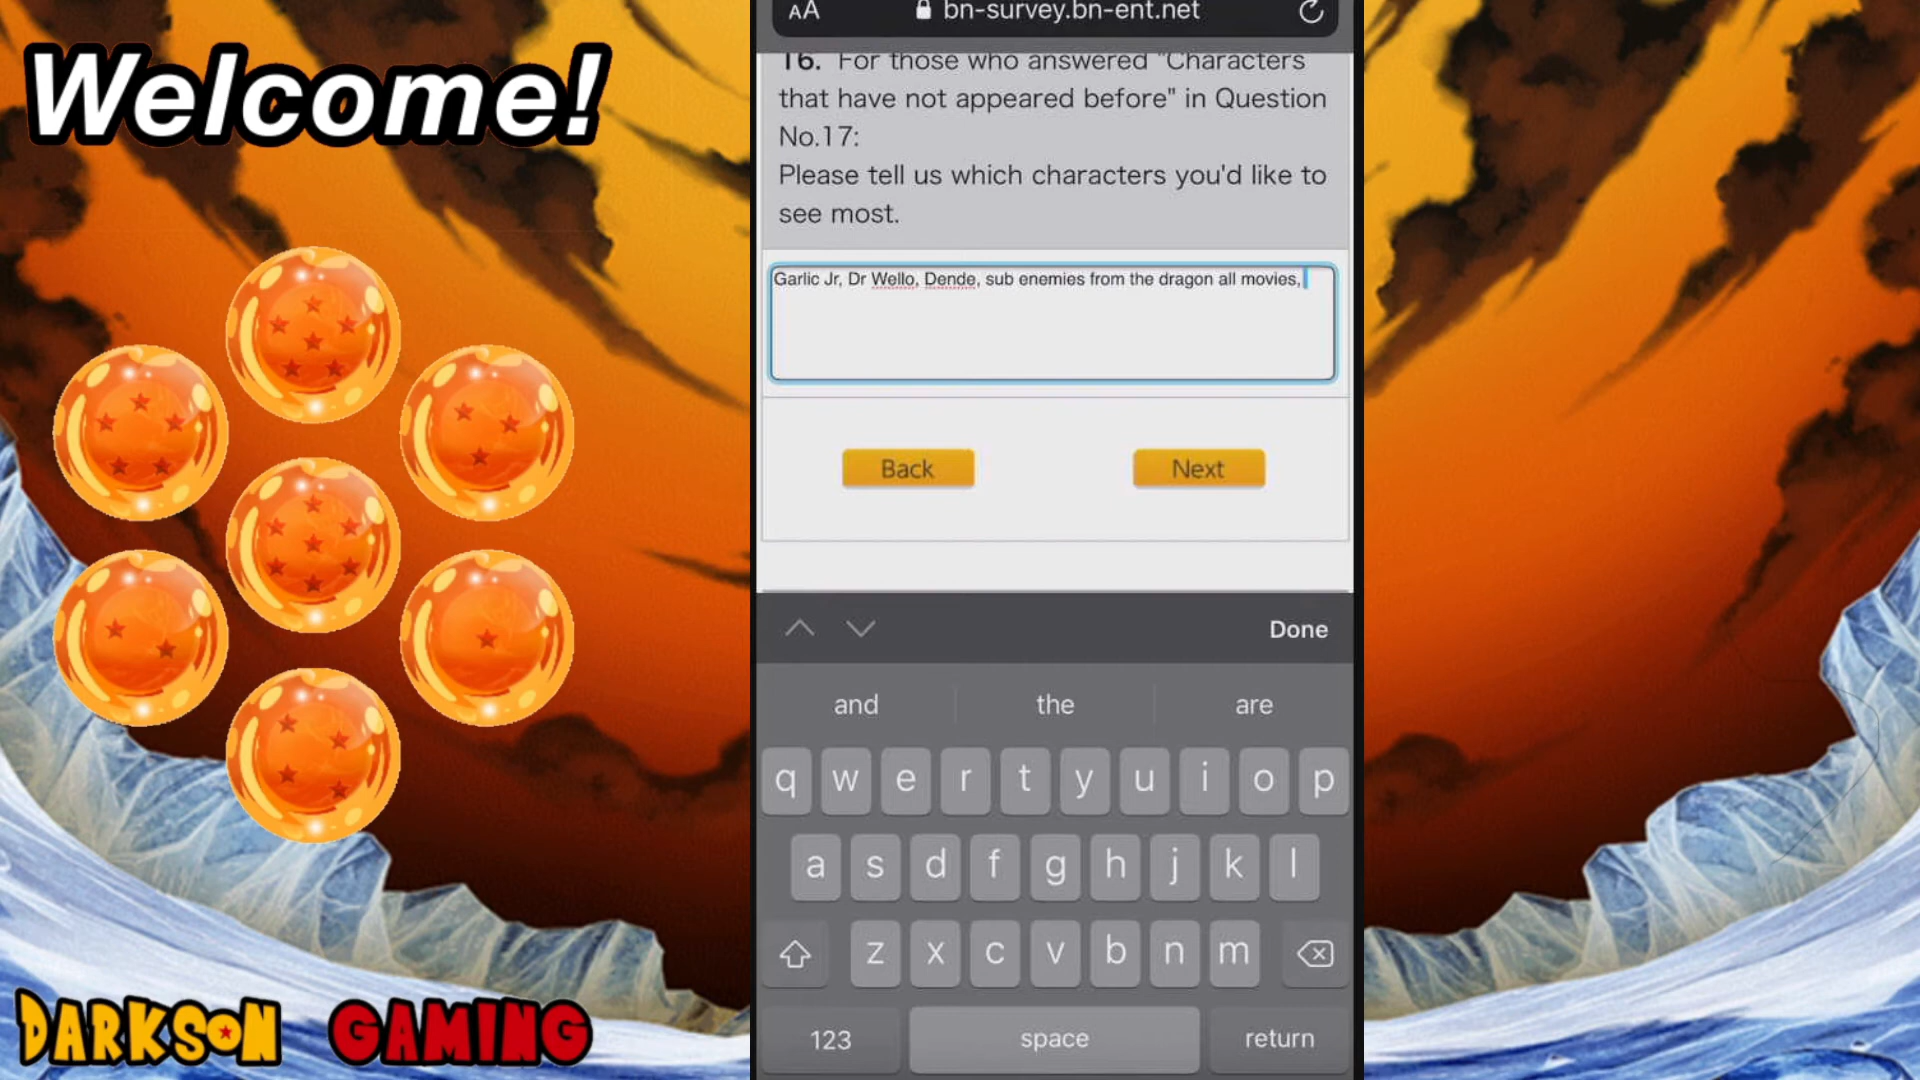 Welcome!
AA bn-survey.bn-ent.net
16. For those who answered "Characters
that have not appeared before" in Question
No.17:
Please tell us which characters you'd like to
see most.
Garlic Jr, Dr Wello, Dende, sub enemies from the dragon all movies,
Back Next
Done
and the are
q w e r t y u i o p
a s d f g h j k l
z x c v b n m
123 space return
DARKSON GAMING